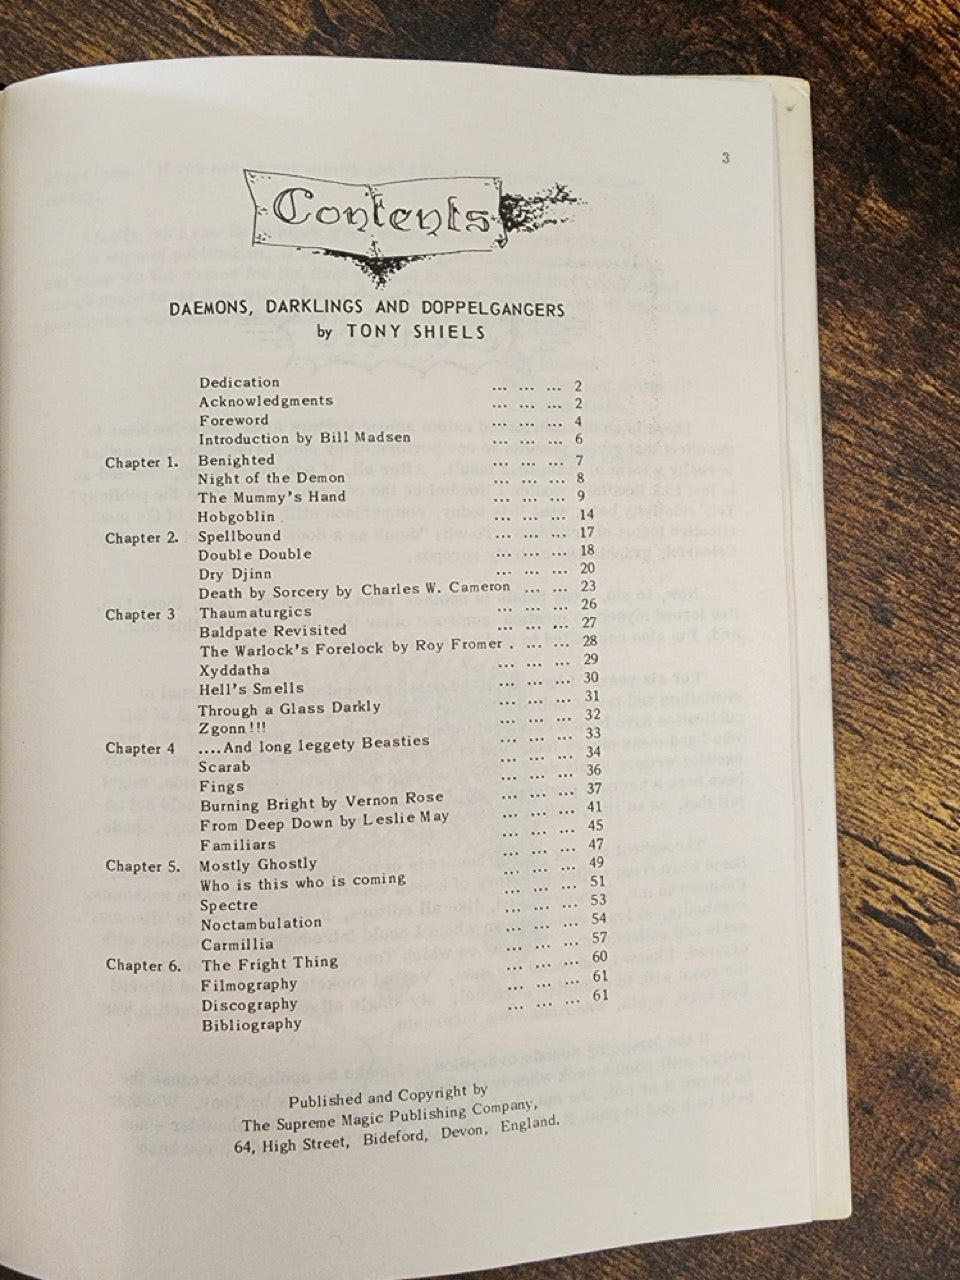 3
Contents
DAEMONS, DARKLINGS AND DOPPELGANGERS
by TONY SHIELS
Dedication ... ... ... 2
Acknowledgments ... ... ... 2
Foreword ... ... ... 4
Introduction by Bill Madsen ... ... ... 6
Chapter 1. Benighted ... ... ... 7
Night of the Demon ... ... ... 8
The Mummy's Hand ... ... ... 9
Hobgoblin ... ... ... 14
Chapter 2. Spellbound ... ... ... 17
Double Double ... ... ... 18
Dry Djinn ... ... ... 20
Death by Sorcery by Charles W. Cameron ... ... 23
Chapter 3 Thaumaturgics ... ... ... 26
Baldpate Revisited ... ... ... 27
The Warlock's Forelock by Roy Fromer . ... ... 28
Xyddatha ... ... ... 29
Hell's Smells ... ... ... 30
Through a Glass Darkly ... ... ... 31
Zgonn!!! ... ... ... 32
Chapter 4 ....And long leggety Beasties ... ... ... 33
Scarab ... ... ... 34
Fings ... ... ... 36
Burning Bright by Vernon Rose ... ... ... 37
From Deep Down by Leslie May ... ... ... 41
Familiars ... ... ... 45
Chapter 5. Mostly Ghostly ... ... ... 47
Who is this who is coming ... ... ... 49
Spectre ... ... ... 51
Noctambulation ... ... ... 53
Carmillia ... ... ... 54
Chapter 6. The Fright Thing ... ... ... 57
Filmography ... ... ... 60
Discography ... ... ... 61
Bibliography ... ... ... 61
Published and Copyright by
The Supreme Magic Publishing Company,
64, High Street, Bideford, Devon, England.